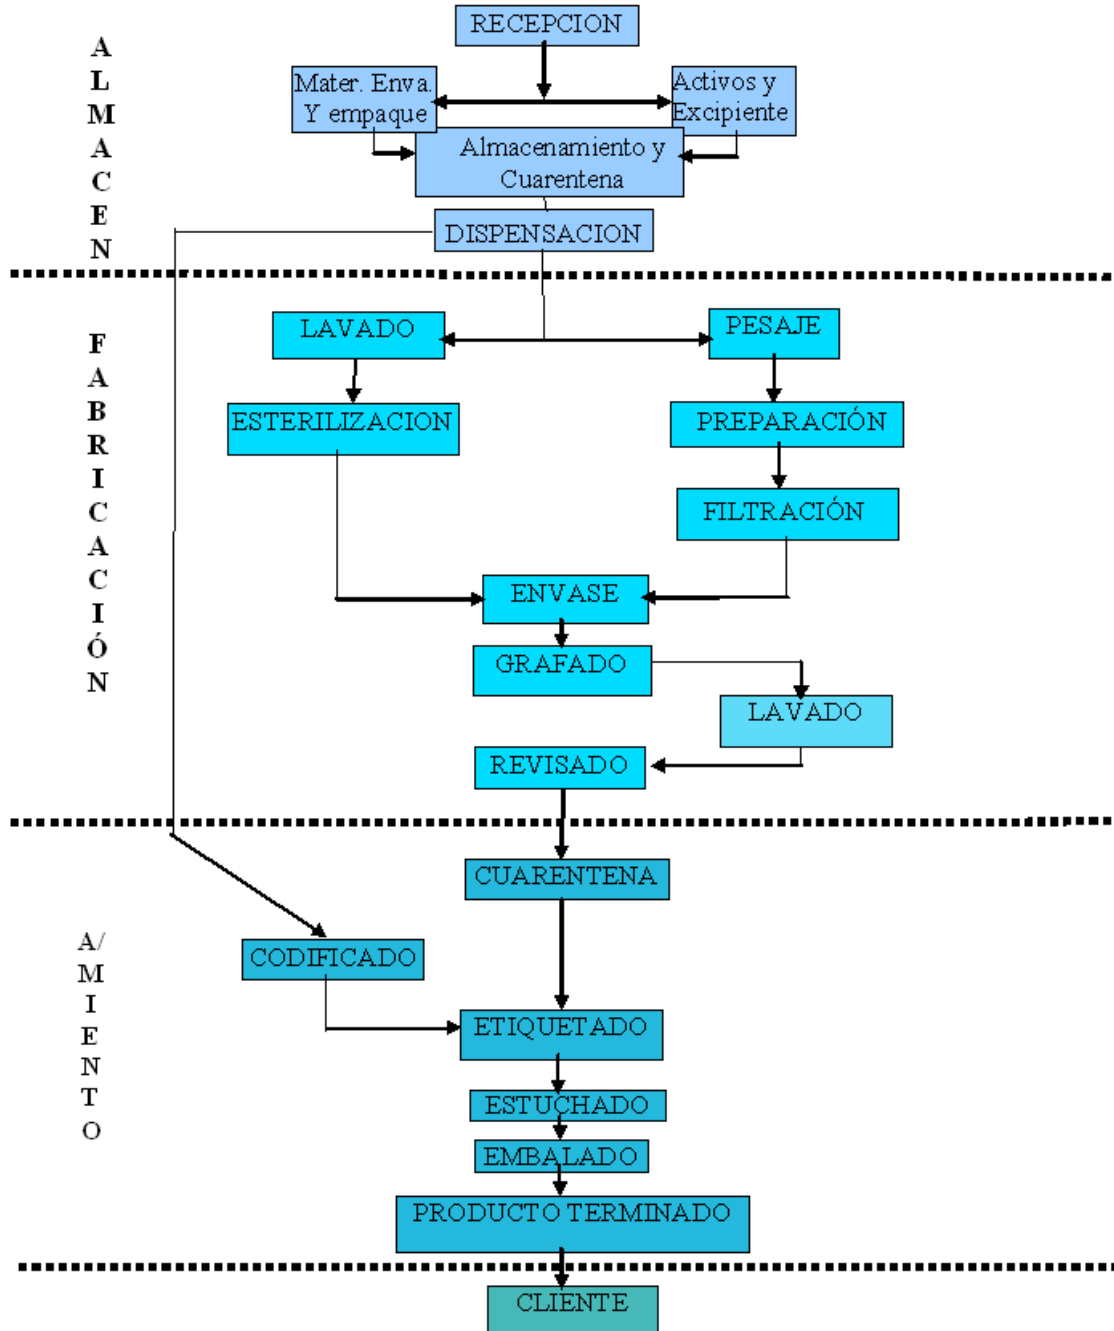 ALMACEN
RECEPCION
Mater. Enva.
Y empaque
Activos y
Excipiente
Almacenamiento y
Cuarentena
DISPENSACION
FABRICACIÓN
LAVADO
PESAJE
ESTERILIZACION
PREPARACIÓN
FILTRACIÓN
ENVASE
GRAFADO
LAVADO
REVISADO
A/MIENTO
CUARENTENA
CODIFICADO
ETIQUETADO
ESTUCHADO
EMBALADO
PRODUCTO TERMINADO
CLIENTE